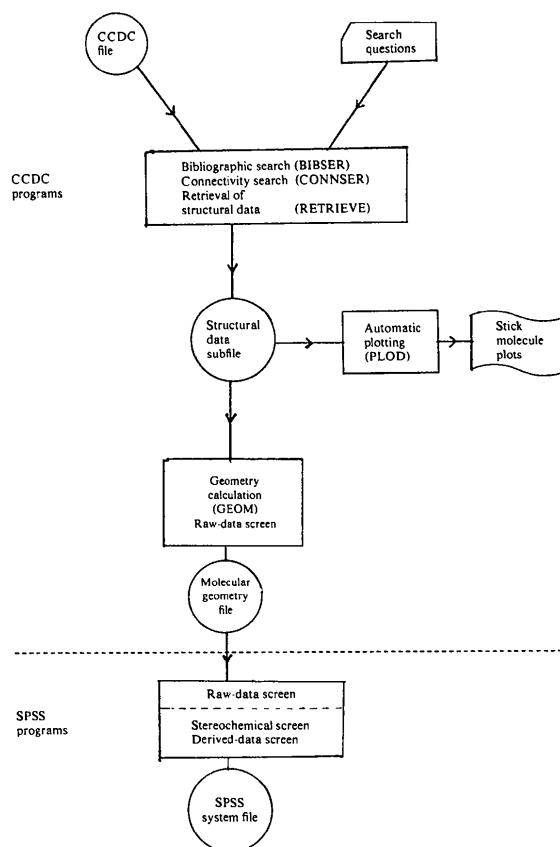 CCDC
file
Search
questions
CCDC
programs
Bibliographic search (BIBSER)
Connectivity search (CONNSER)
Retrieval of
structural data (RETRIEVE)
Structural
data
subfile
Automatic
plotting
(PLOD)
Stick
molecule
plots
Geometry
calculation
(GEOM)
Raw-data screen
Molecular
geometry
file
SPSS
programs
Raw-data screen
Stereochemical screen
Derived-data screen
SPSS
system file